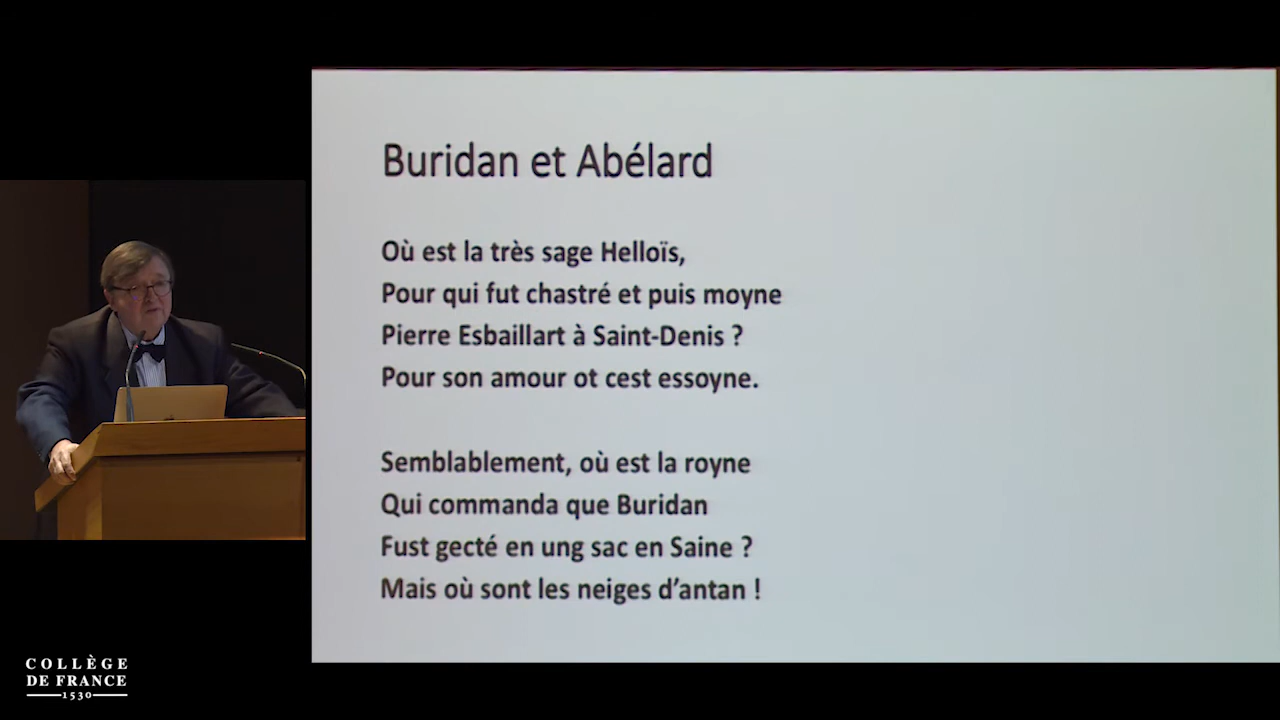 Buridan et Abélard
Où est la très sage Helloïs,
Pour qui fut chastré et puis moyne
Pierre Esbaillart à Saint-Denis ?
Pour son amour ot cest essoyne.
Semblablement, où est la royne
Qui commanda que Buridan
Fust gecté en ung sac en Saine ?
Mais où sont les neiges d’antan !
COLLÈGE
DE FRANCE
1530